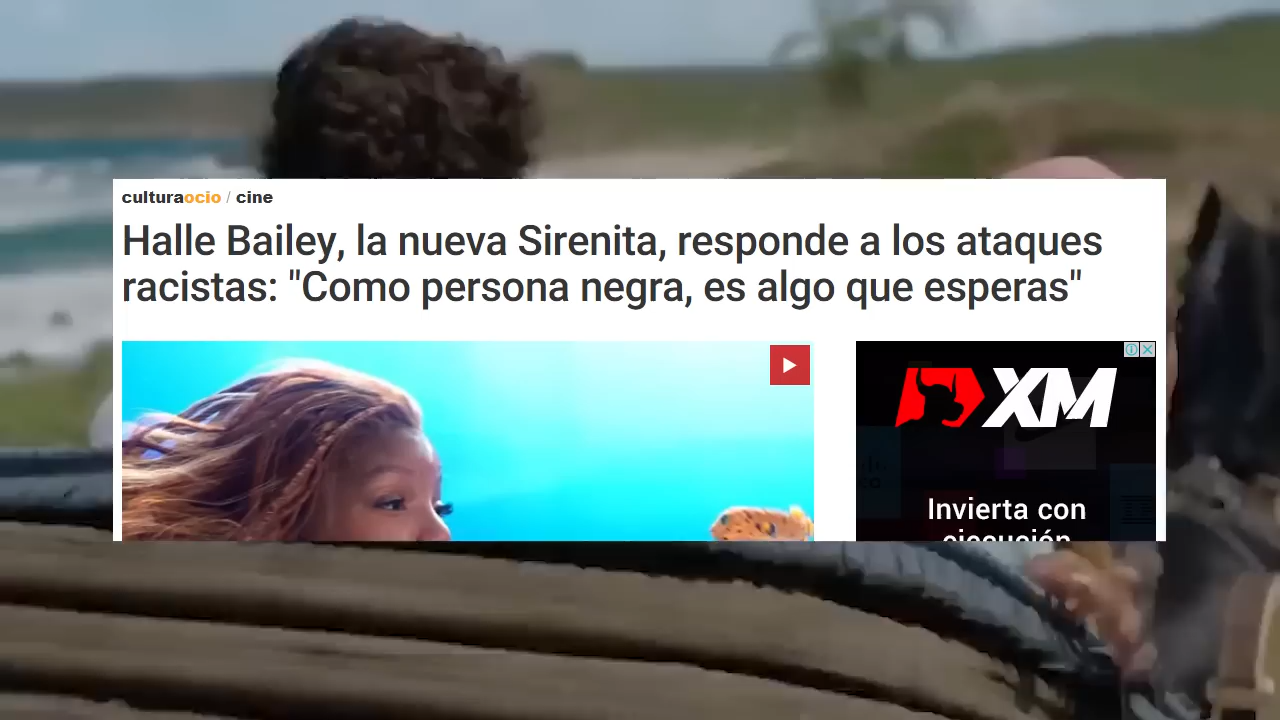 culturaocio / cine
Halle Bailey, la nueva Sirenita, responde a los ataques
racistas: "Como persona negra, es algo que esperas"
XM
Invierta con
ejecución